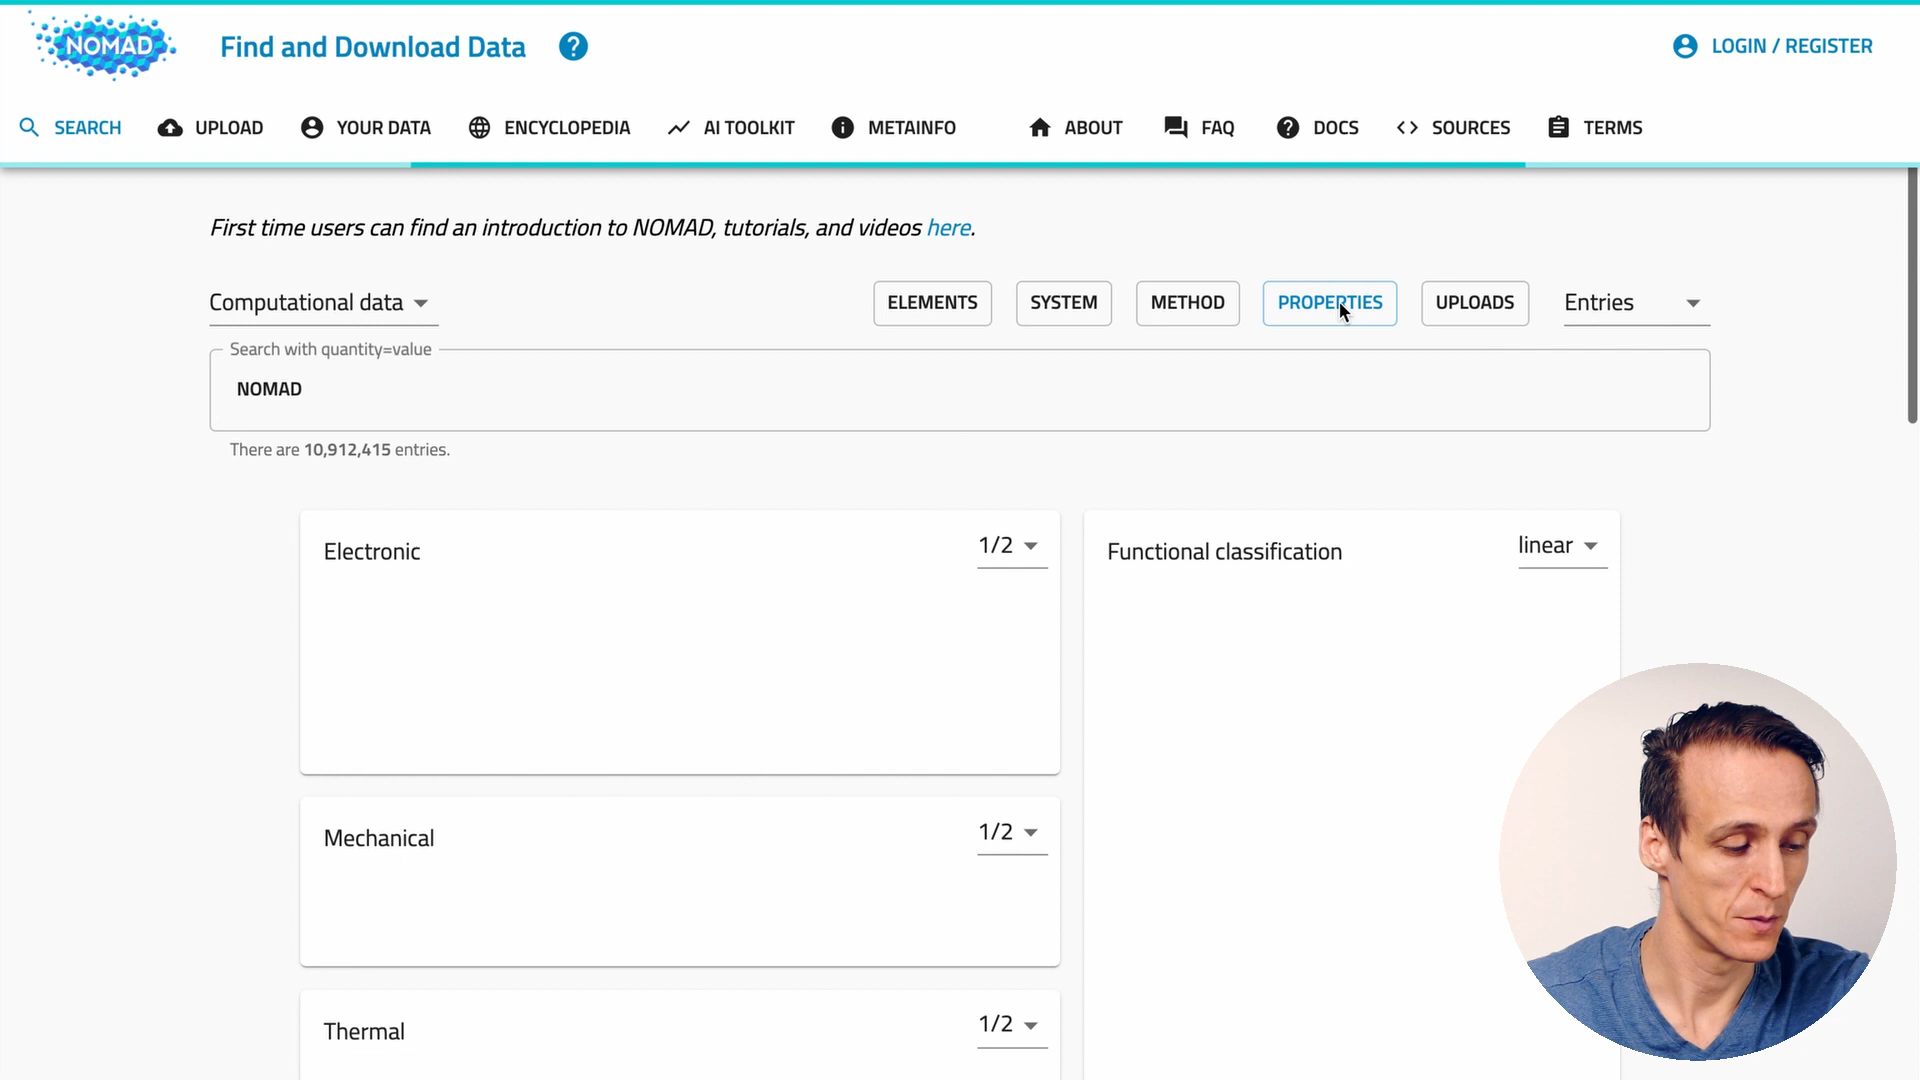 NOMAD
Find and Download Data
?
LOGIN / REGISTER
SEARCH
UPLOAD
YOUR DATA
ENCYCLOPEDIA
AI TOOLKIT
METAINFO
ABOUT
FAQ
DOCS
SOURCES
TERMS
First time users can find an introduction to NOMAD, tutorials, and videos here.
Computational data
ELEMENTS
SYSTEM
METHOD
PROPERTIES
UPLOADS
Entries
Search with quantity=value
NOMAD
There are 10,912,415 entries.
Electronic
1/2
Functional classification
linear
Mechanical
1/2
Thermal
1/2